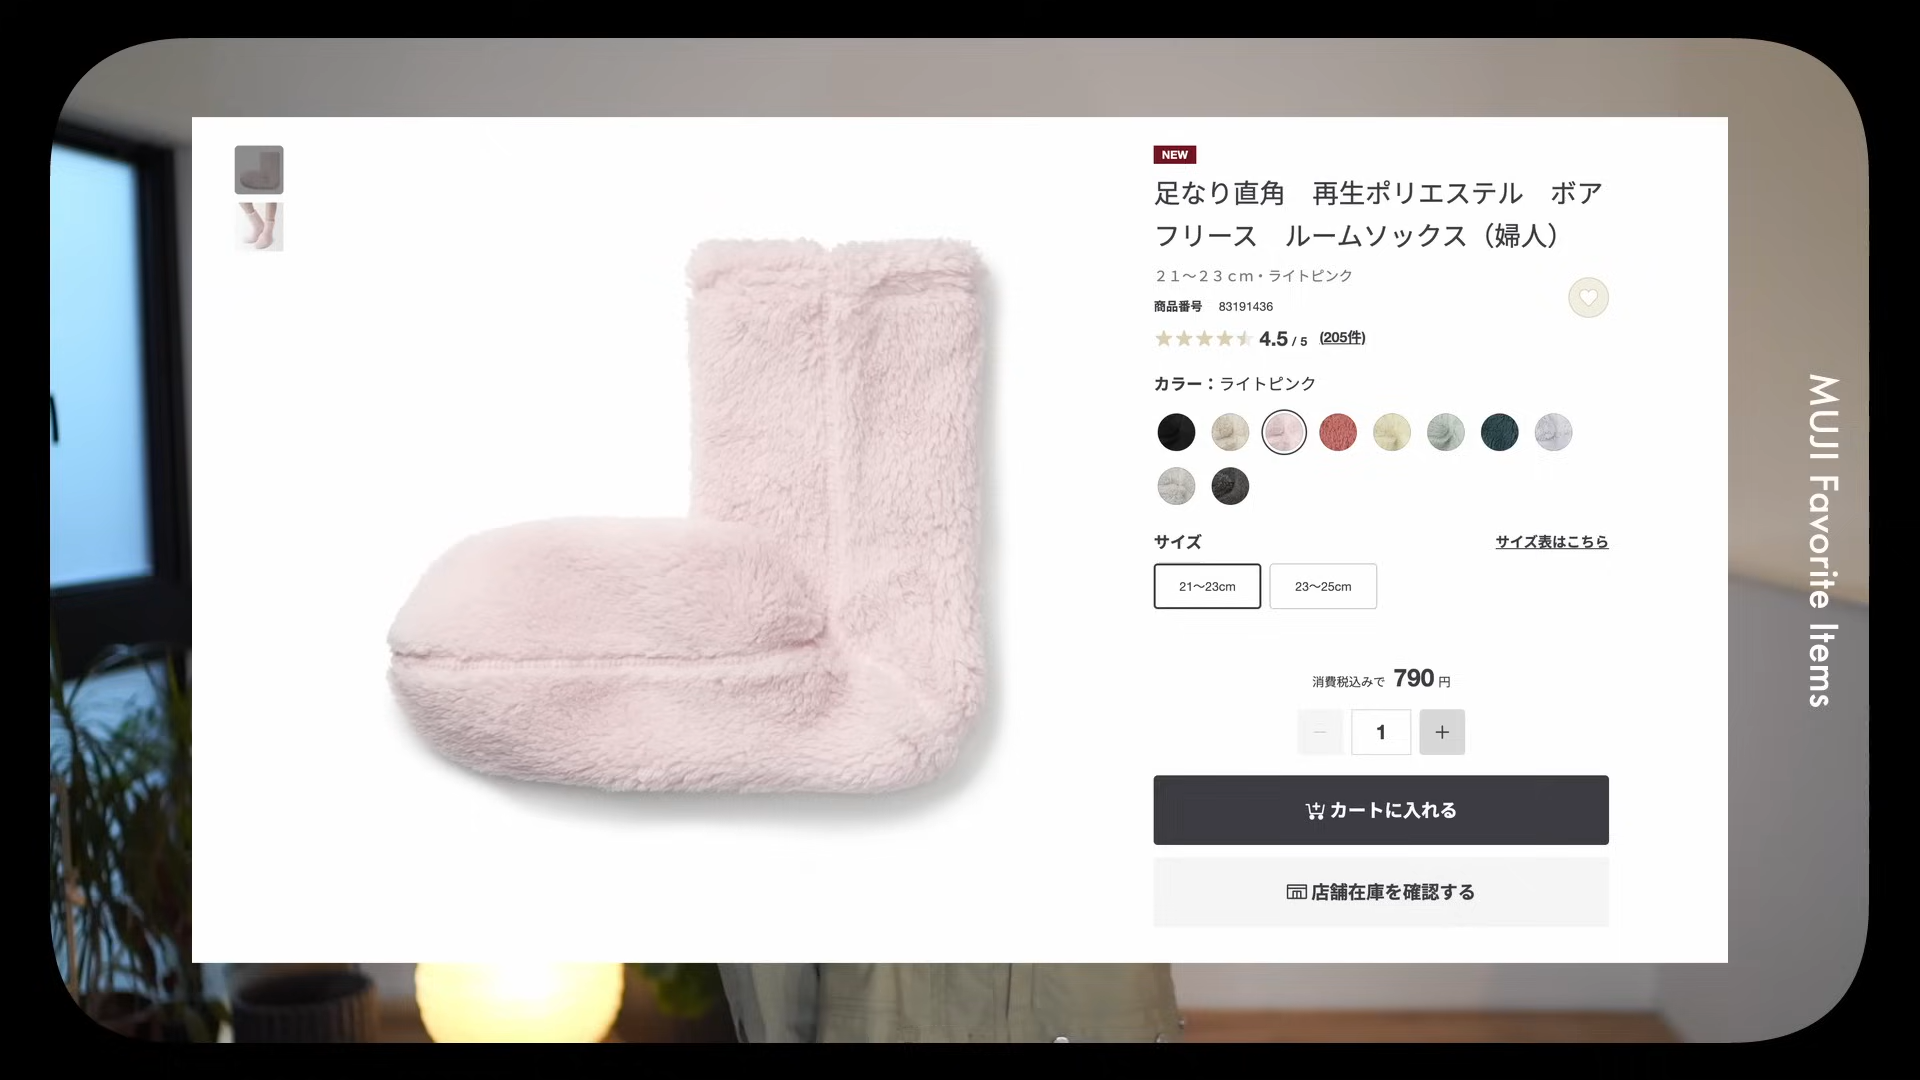 NEW
足なり直角　再生ポリエステル　ボア
フリース　ルームソックス（婦人）
２１～２３ｃｍ・ライトピンク
商品番号 83191436
4.5 / 5 (205件)
カラー：ライトピンク
サイズ サイズ表はこちら
21～23cm 23～25cm
消費税込みで 790 円
− 1 +
カートに入れる
店舗在庫を確認する
MUJI Favorite Items